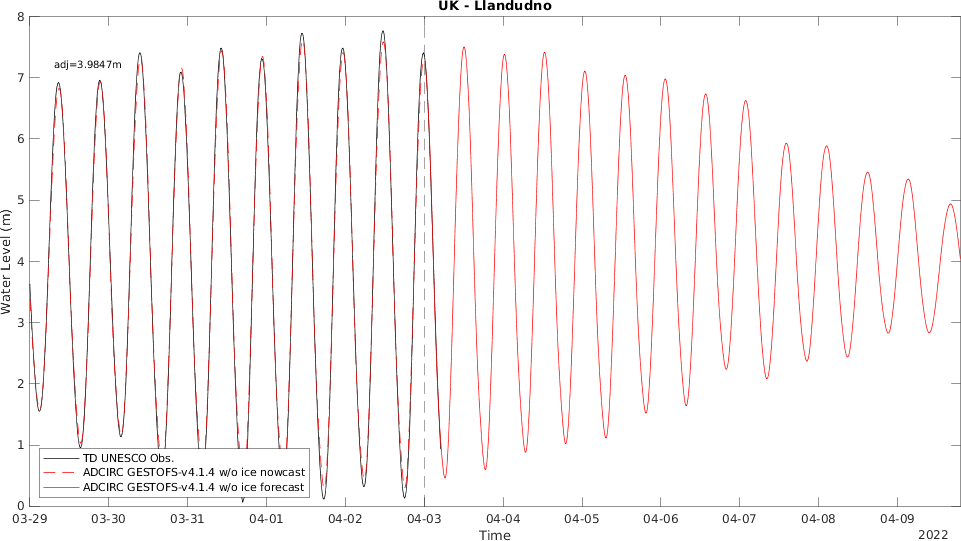 UK - Llandudno
8
7
6
5
4
3
2
1
0
Water Level (m)
adj=3.9847m
TD UNESCO Obs.
ADCIRC GESTOFS-v4.1.4 w/o ice nowcast
ADCIRC GESTOFS-v4.1.4 w/o ice forecast
03-29 03-30 03-31 04-01 04-02 04-03 04-04 04-05 04-06 04-07 04-08 04-09
Time
2022